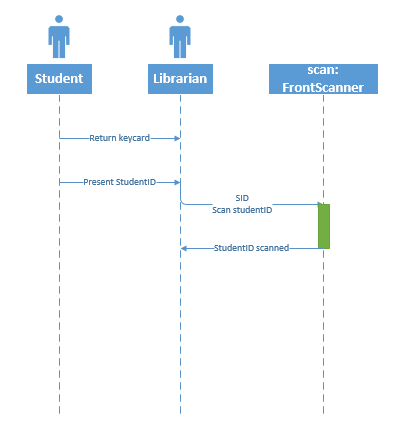 Student
Librarian
scan:
FrontScanner
Return keycard
Present StudentID
SID
Scan studentID
StudentID scanned